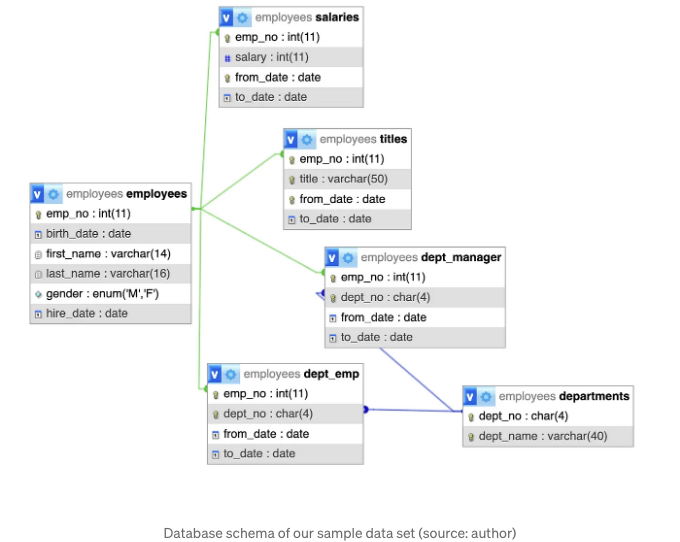 employees salaries
emp_no : int(11)
salary : int(11)
from_date : date
to_date : date
employees titles
emp_no : int(11)
title : varchar(50)
from_date : date
to_date : date
employees employees
emp_no : int(11)
birth_date : date
first_name : varchar(14)
last_name : varchar(16)
gender : enum('M','F')
hire_date : date
employees dept_manager
emp_no : int(11)
dept_no : char(4)
from_date : date
to_date : date
employees dept_emp
emp_no : int(11)
dept_no : char(4)
from_date : date
to_date : date
employees departments
dept_no : char(4)
dept_name : varchar(40)
Database schema of our sample data set (source: author)